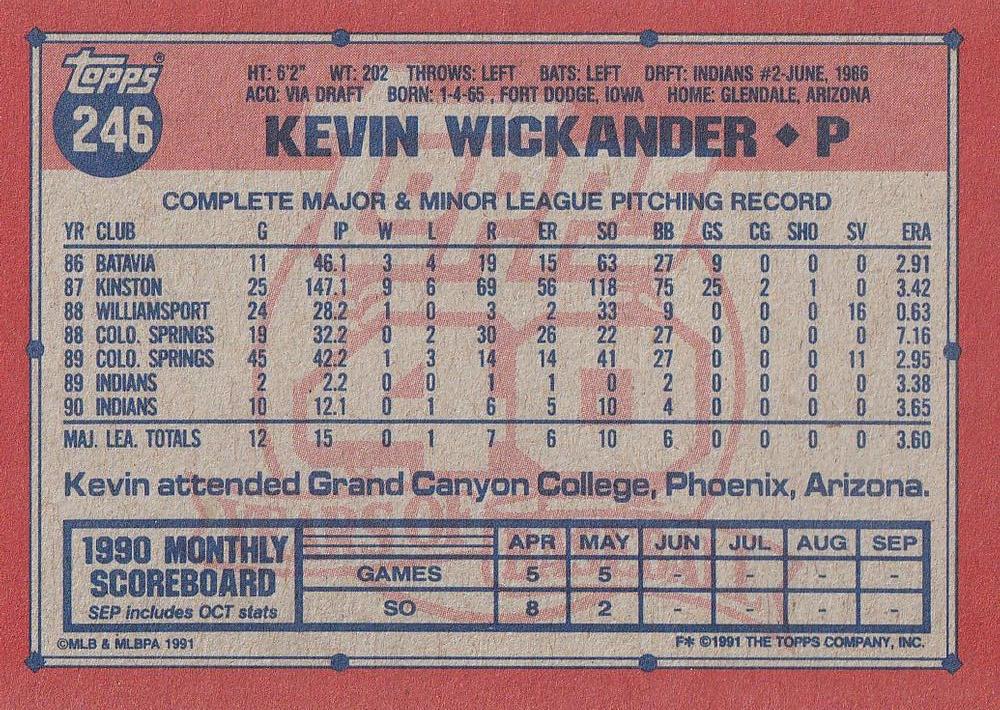 topps®
246
HT: 6'2" WT: 202 THROWS: LEFT BATS: LEFT DRFT: INDIANS #2-JUNE, 1986
ACQ: VIA DRAFT BORN: 1-4-65 , FORT DODGE, IOWA HOME: GLENDALE, ARIZONA
KEVIN WICKANDER ◆ P
COMPLETE MAJOR & MINOR LEAGUE PITCHING RECORD
YR CLUB G IP W L R ER SO BB GS CG SHO SV ERA
86 BATAVIA 11 46.1 3 4 19 15 63 27 9 0 0 0 2.91
87 KINSTON 25 147.1 9 6 69 56 118 75 25 2 1 0 3.42
88 WILLIAMSPORT 24 28.2 1 0 3 2 33 9 0 0 0 16 0.63
88 COLO. SPRINGS 19 32.2 0 2 30 26 22 27 0 0 0 0 7.16
89 COLO. SPRINGS 45 42.2 1 3 14 14 41 27 0 0 0 11 2.95
89 INDIANS 2 2.2 0 0 1 1 0 2 0 0 0 0 3.38
90 INDIANS 10 12.1 0 1 6 5 10 4 0 0 0 0 3.65
MAJ. LEA. TOTALS 12 15 0 1 7 6 10 6 0 0 0 0 3.60
Kevin attended Grand Canyon College, Phoenix, Arizona.
1990 MONTHLY
SCOREBOARD
SEP includes OCT stats
APR MAY JUN JUL AUG SEP
GAMES 5 5 - - - -
SO 8 2 - - - -
©MLB & MLBPA 1991
F* ©1991 THE TOPPS COMPANY, INC.